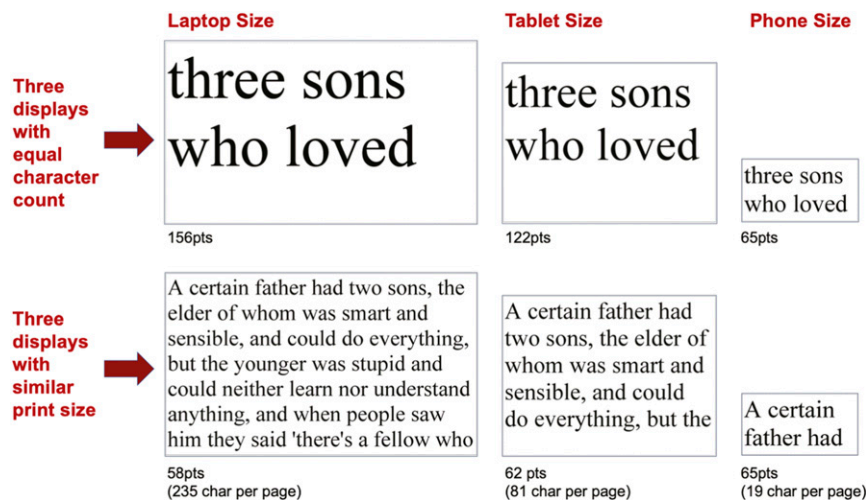 Laptop Size
Tablet Size
Phone Size
Three
displays
with
equal
character
count
three sons
who loved
156pts
three sons
who loved
122pts
three sons
who loved
65pts
Three
displays
with
similar
print size
A certain father had two sons, the
elder of whom was smart and
sensible, and could do everything,
but the younger was stupid and
could neither learn nor understand
anything, and when people saw
him they said 'there's a fellow who
58pts
(235 char per page)
A certain father had
two sons, the elder of
whom was smart and
sensible, and could
do everything, but the
62 pts
(81 char per page)
A certain
father had
65pts
(19 char per page)